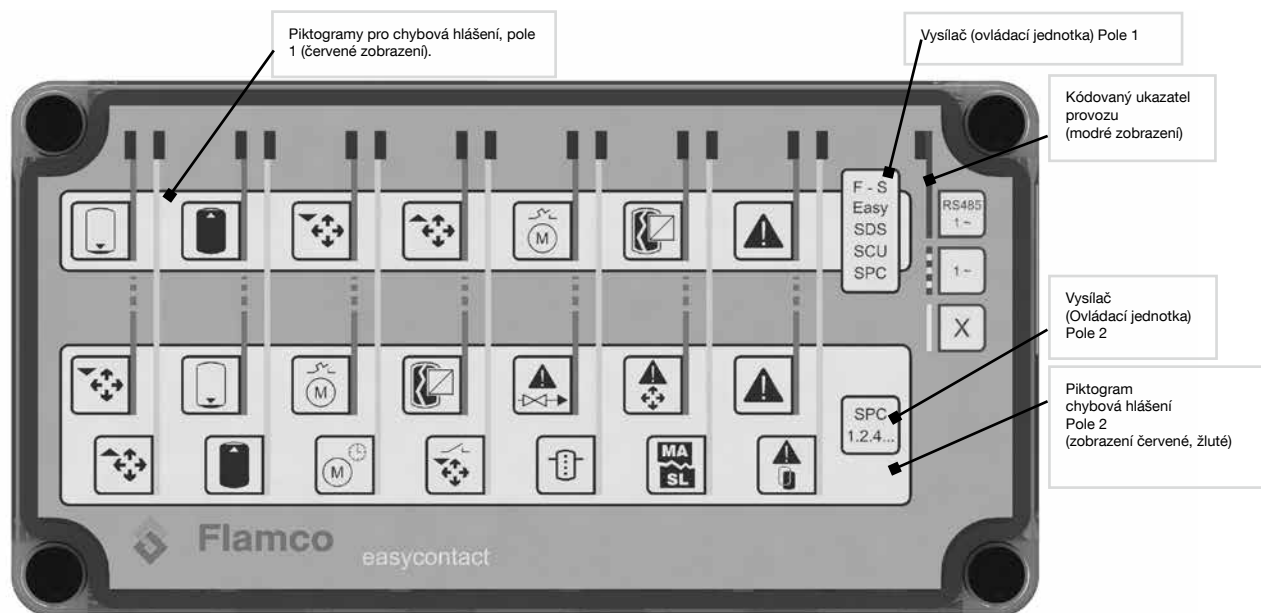 Piktogramy pro chybová hlášení, pole
1 (červené zobrazení).
Vysílač (ovládací jednotka) Pole 1
Kódovaný ukazatel
provozu
(modré zobrazení)
F - S
Easy
SDS
SCU
SPC
RS485
1 ~
1 ~
X
M
Vysílač
(Ovládací jednotka)
Pole 2
M
SPC
1.2.4...
Piktogram
chybová hlášení
Pole 2
(zobrazení červené, žluté)
M
MA
SL
Flamco
easycontact